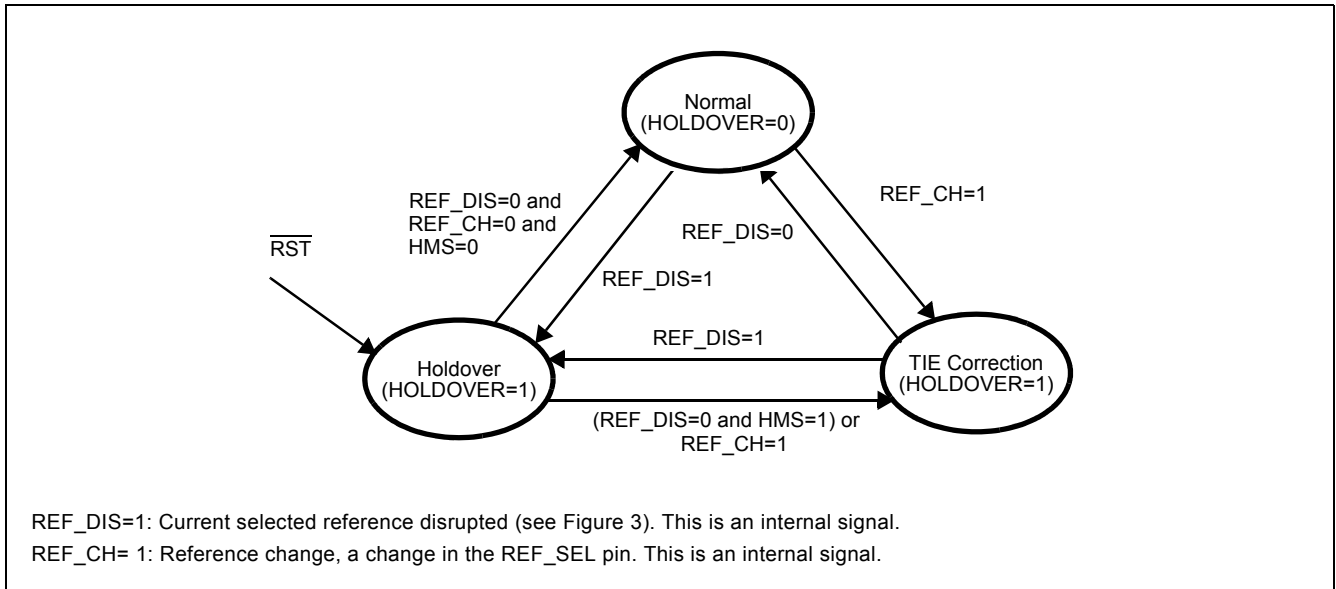 Normal
(HOLDOVER=0)
REF_DIS=0 and
REF_CH=0 and
HMS=0
REF_CH=1
RST
REF_DIS=0
REF_DIS=1
REF_DIS=1
Holdover
(HOLDOVER=1)
TIE Correction
(HOLDOVER=1)
(REF_DIS=0 and HMS=1) or
REF_CH=1
REF_DIS=1: Current selected reference disrupted (see Figure 3). This is an internal signal.
REF_CH= 1: Reference change, a change in the REF_SEL pin. This is an internal signal.